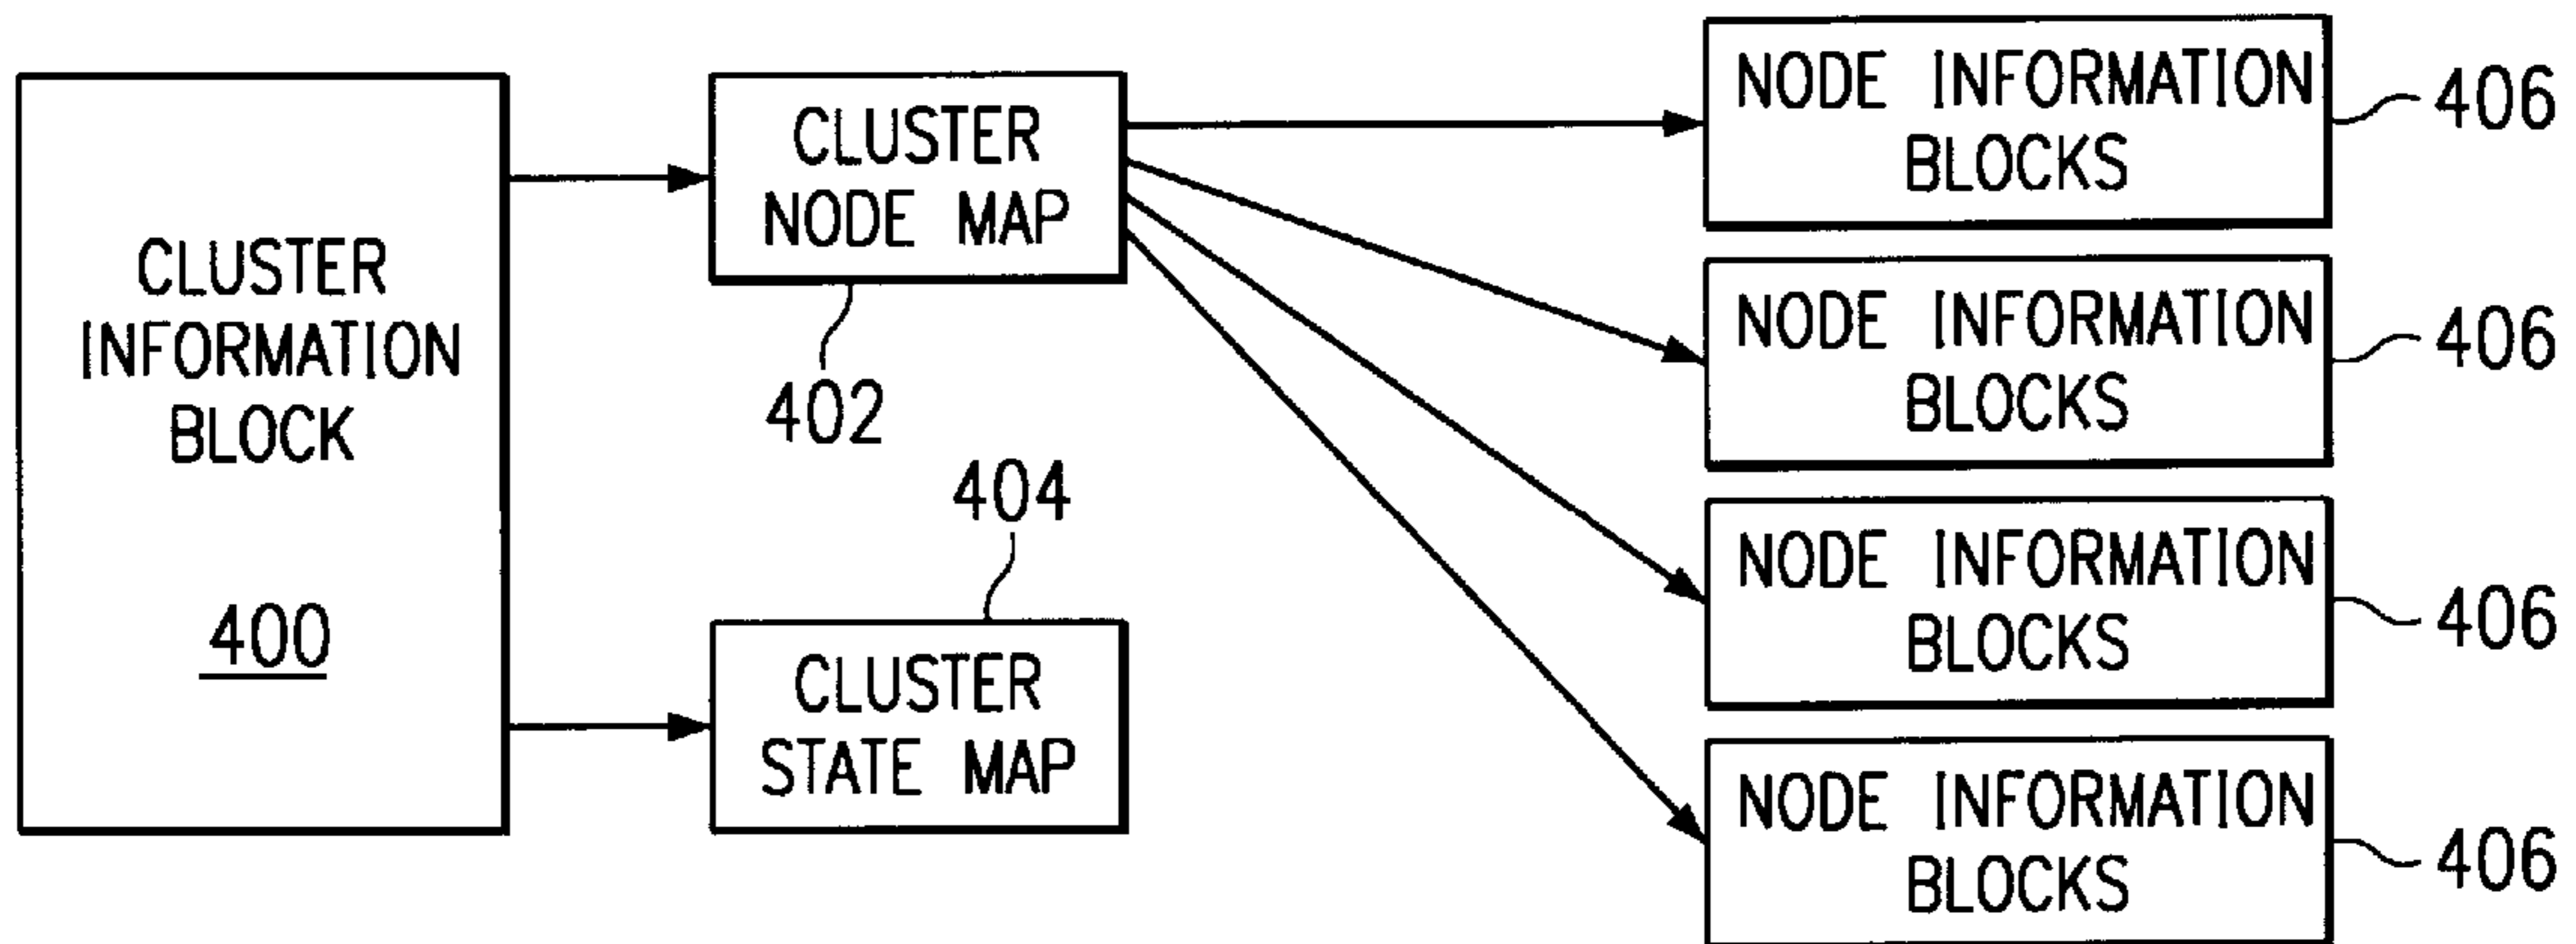 CLUSTER
INFORMATION
BLOCK
400
CLUSTER
NODE MAP
402
404
CLUSTER
STATE MAP
NODE INFORMATION
BLOCKS
406
NODE INFORMATION
BLOCKS
406
NODE INFORMATION
BLOCKS
406
NODE INFORMATION
BLOCKS
406